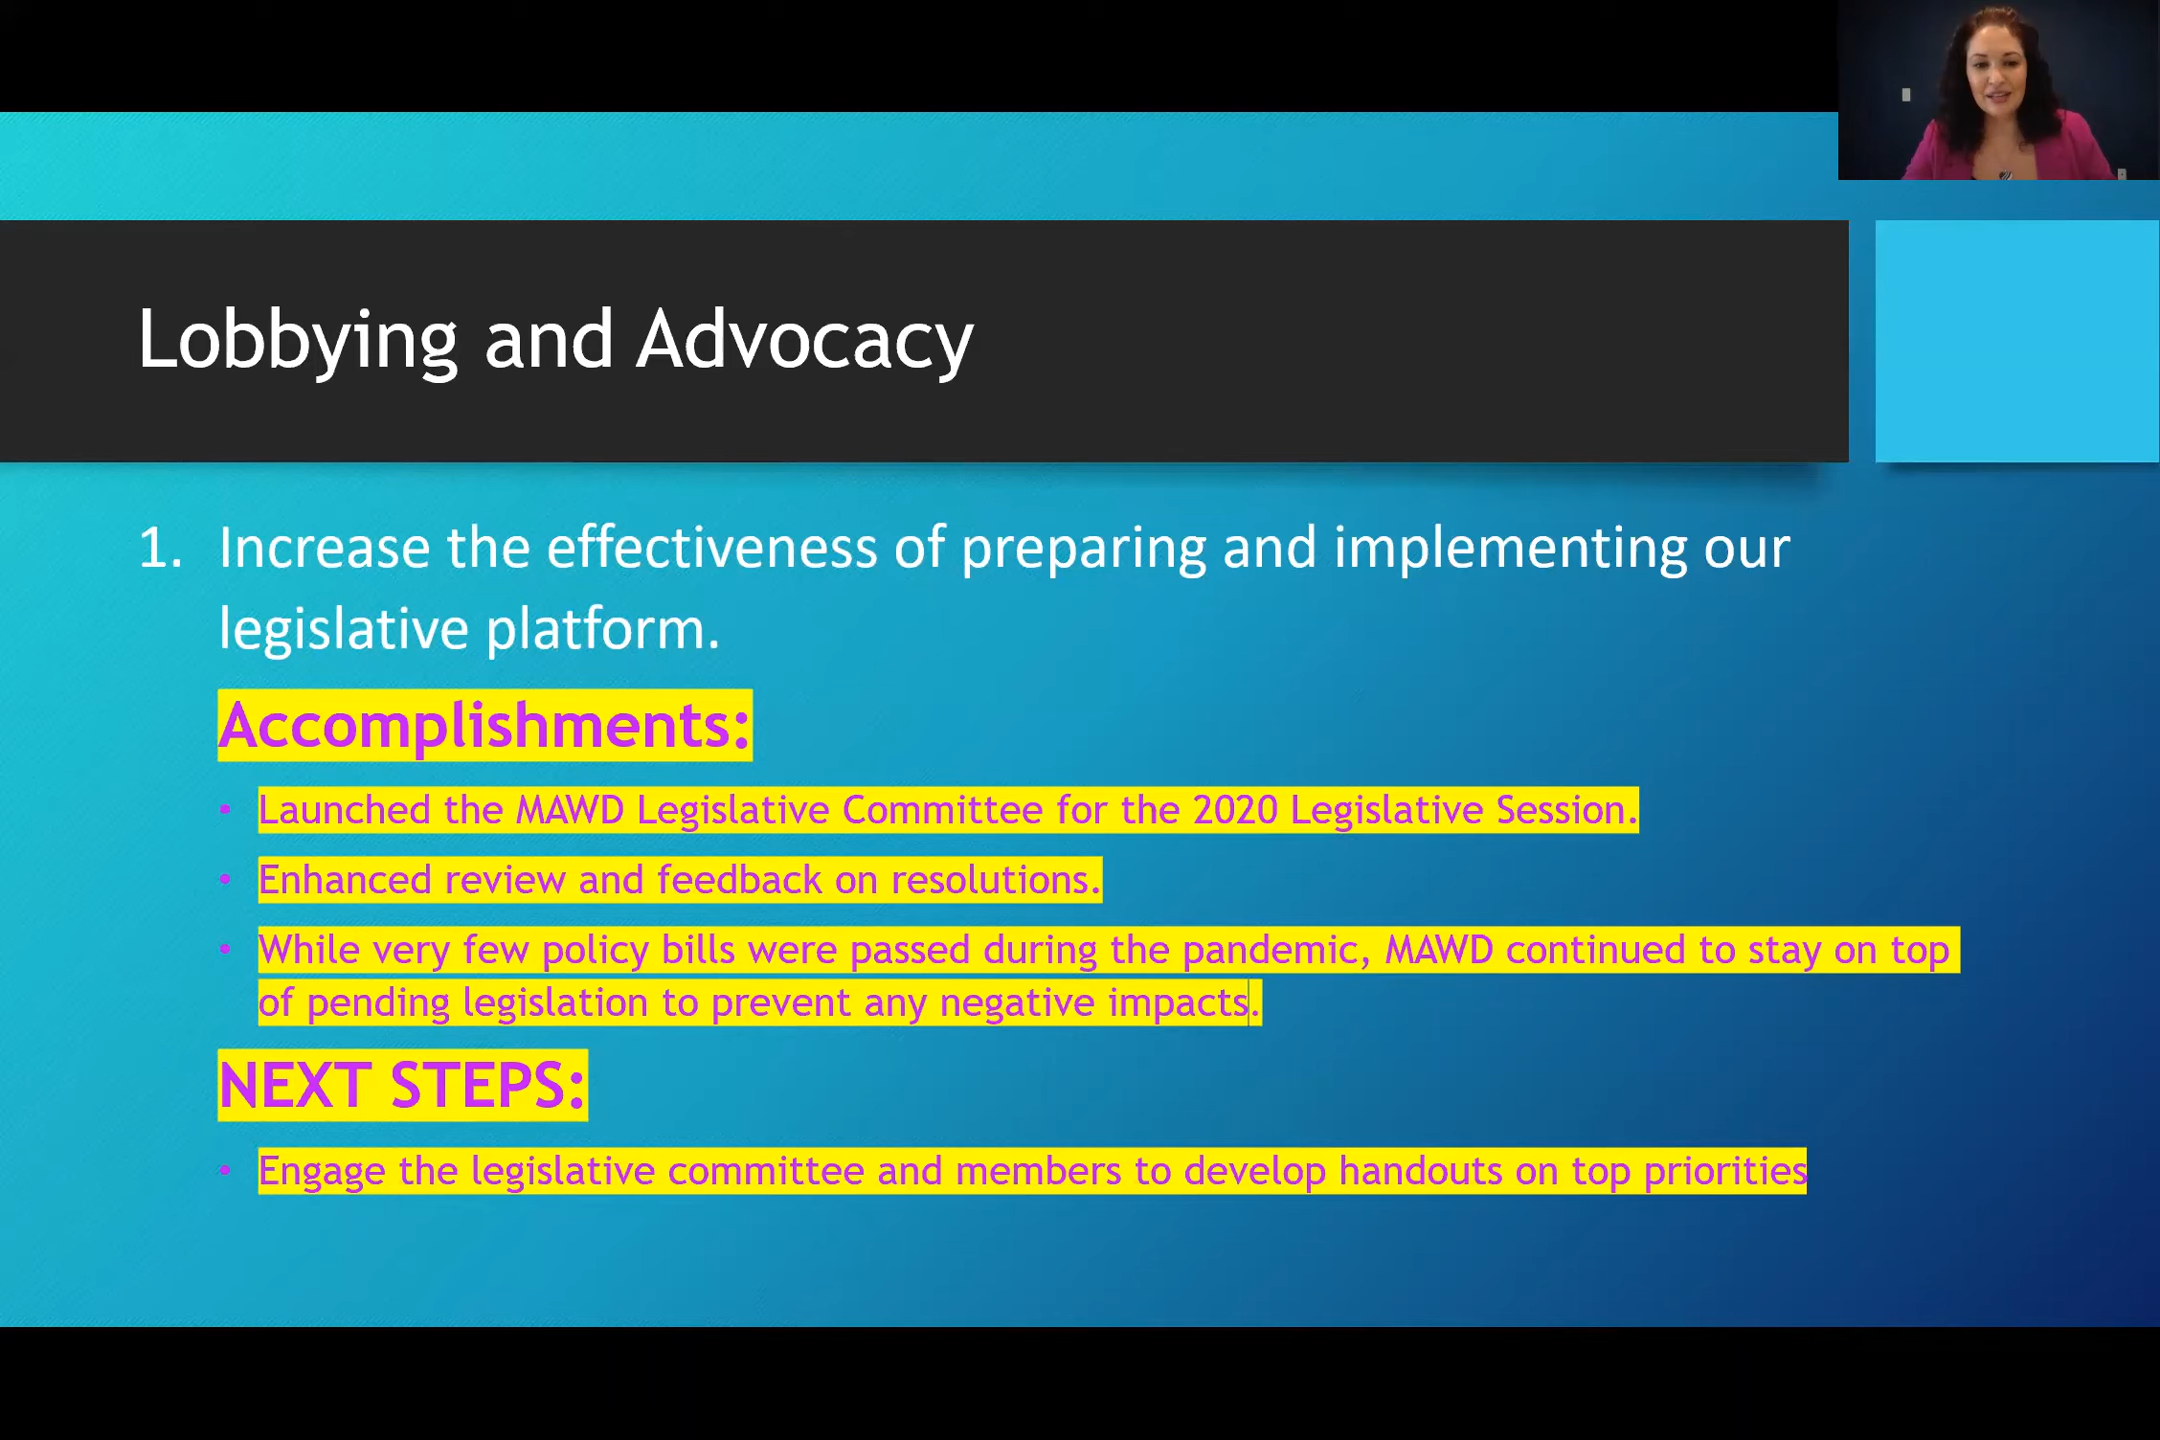 Lobbying and Advocacy
1. Increase the effectiveness of preparing and implementing our
legislative platform.
Accomplishments:
• Launched the MAWD Legislative Committee for the 2020 Legislative Session.
• Enhanced review and feedback on resolutions.
• While very few policy bills were passed during the pandemic, MAWD continued to stay on top
of pending legislation to prevent any negative impacts.
NEXT STEPS:
• Engage the legislative committee and members to develop handouts on top priorities